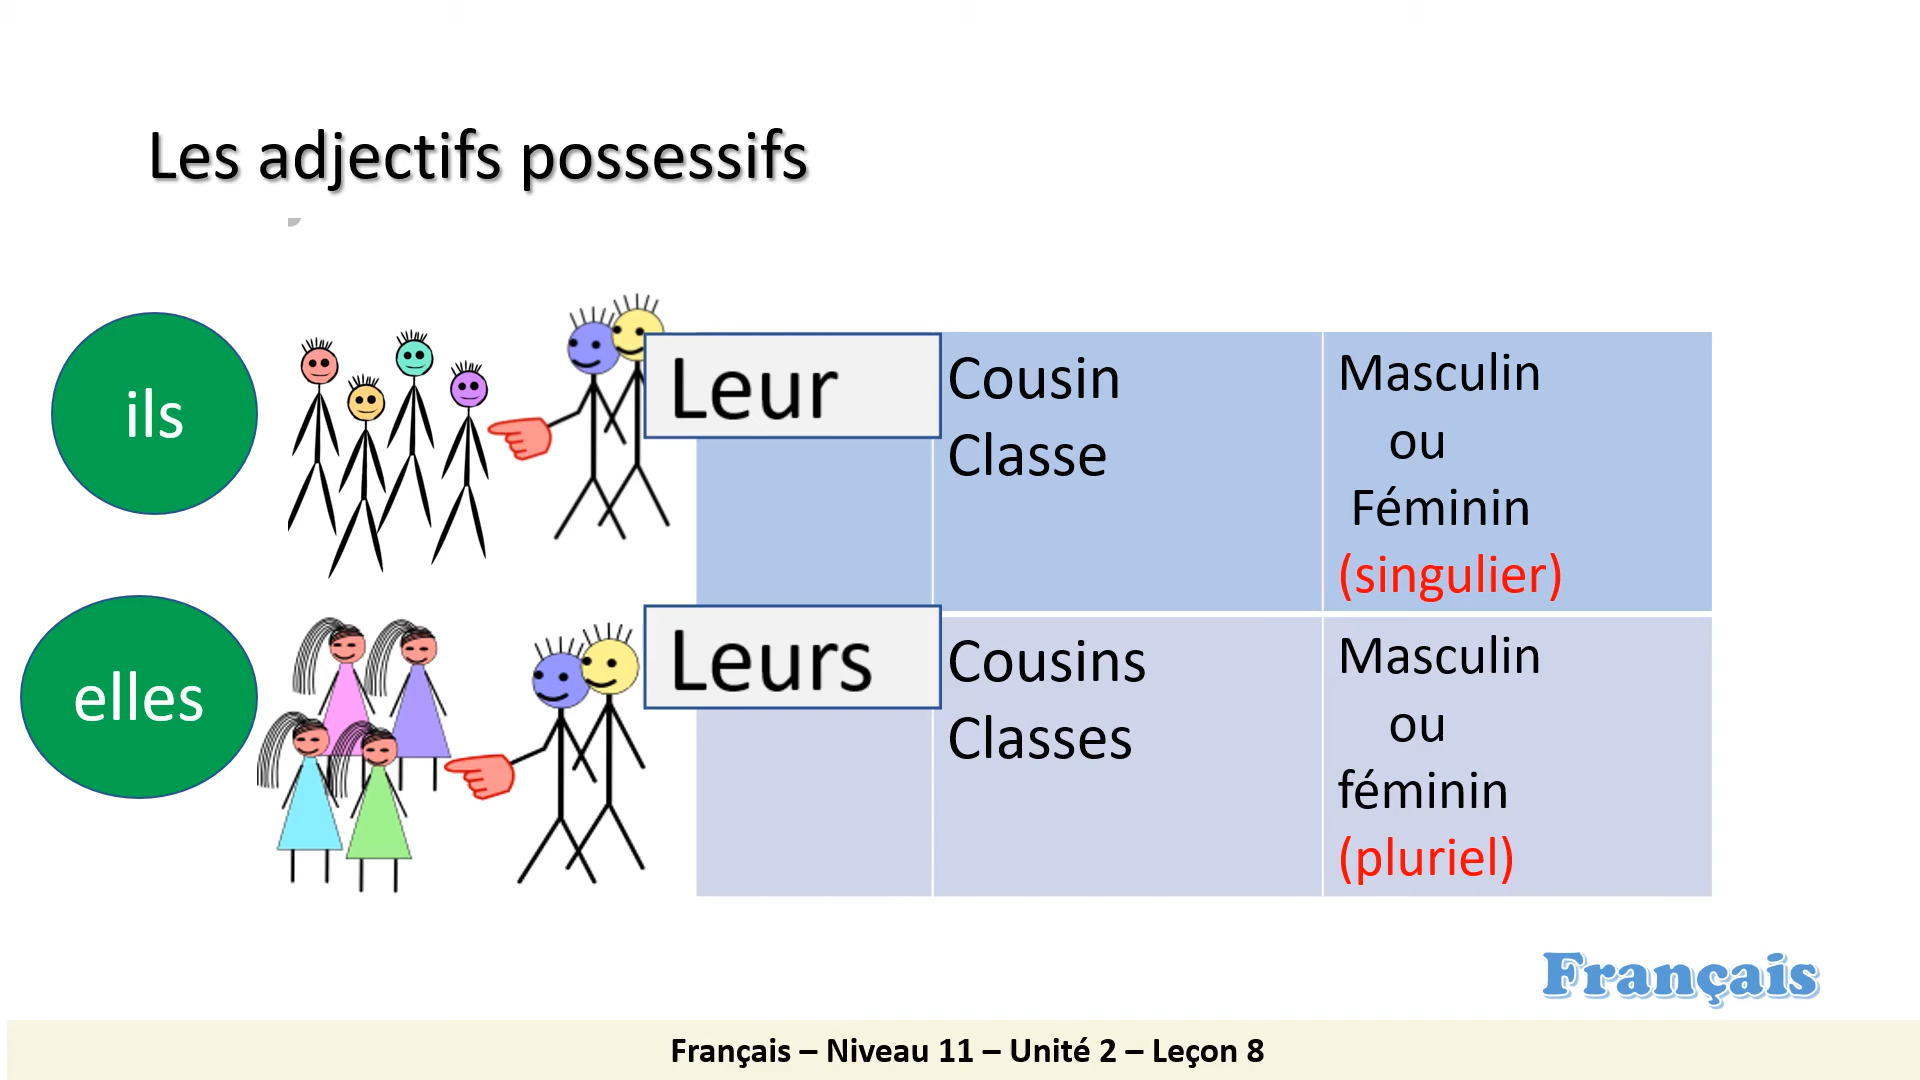 Les adjectifs possessifs
ils
Leur
Cousin
Classe
Masculin
ou
Féminin
(singulier)
elles
Leurs
Cousins
Classes
Masculin
ou
féminin
(pluriel)
Français
Français – Niveau 11 – Unité 2 – Leçon 8